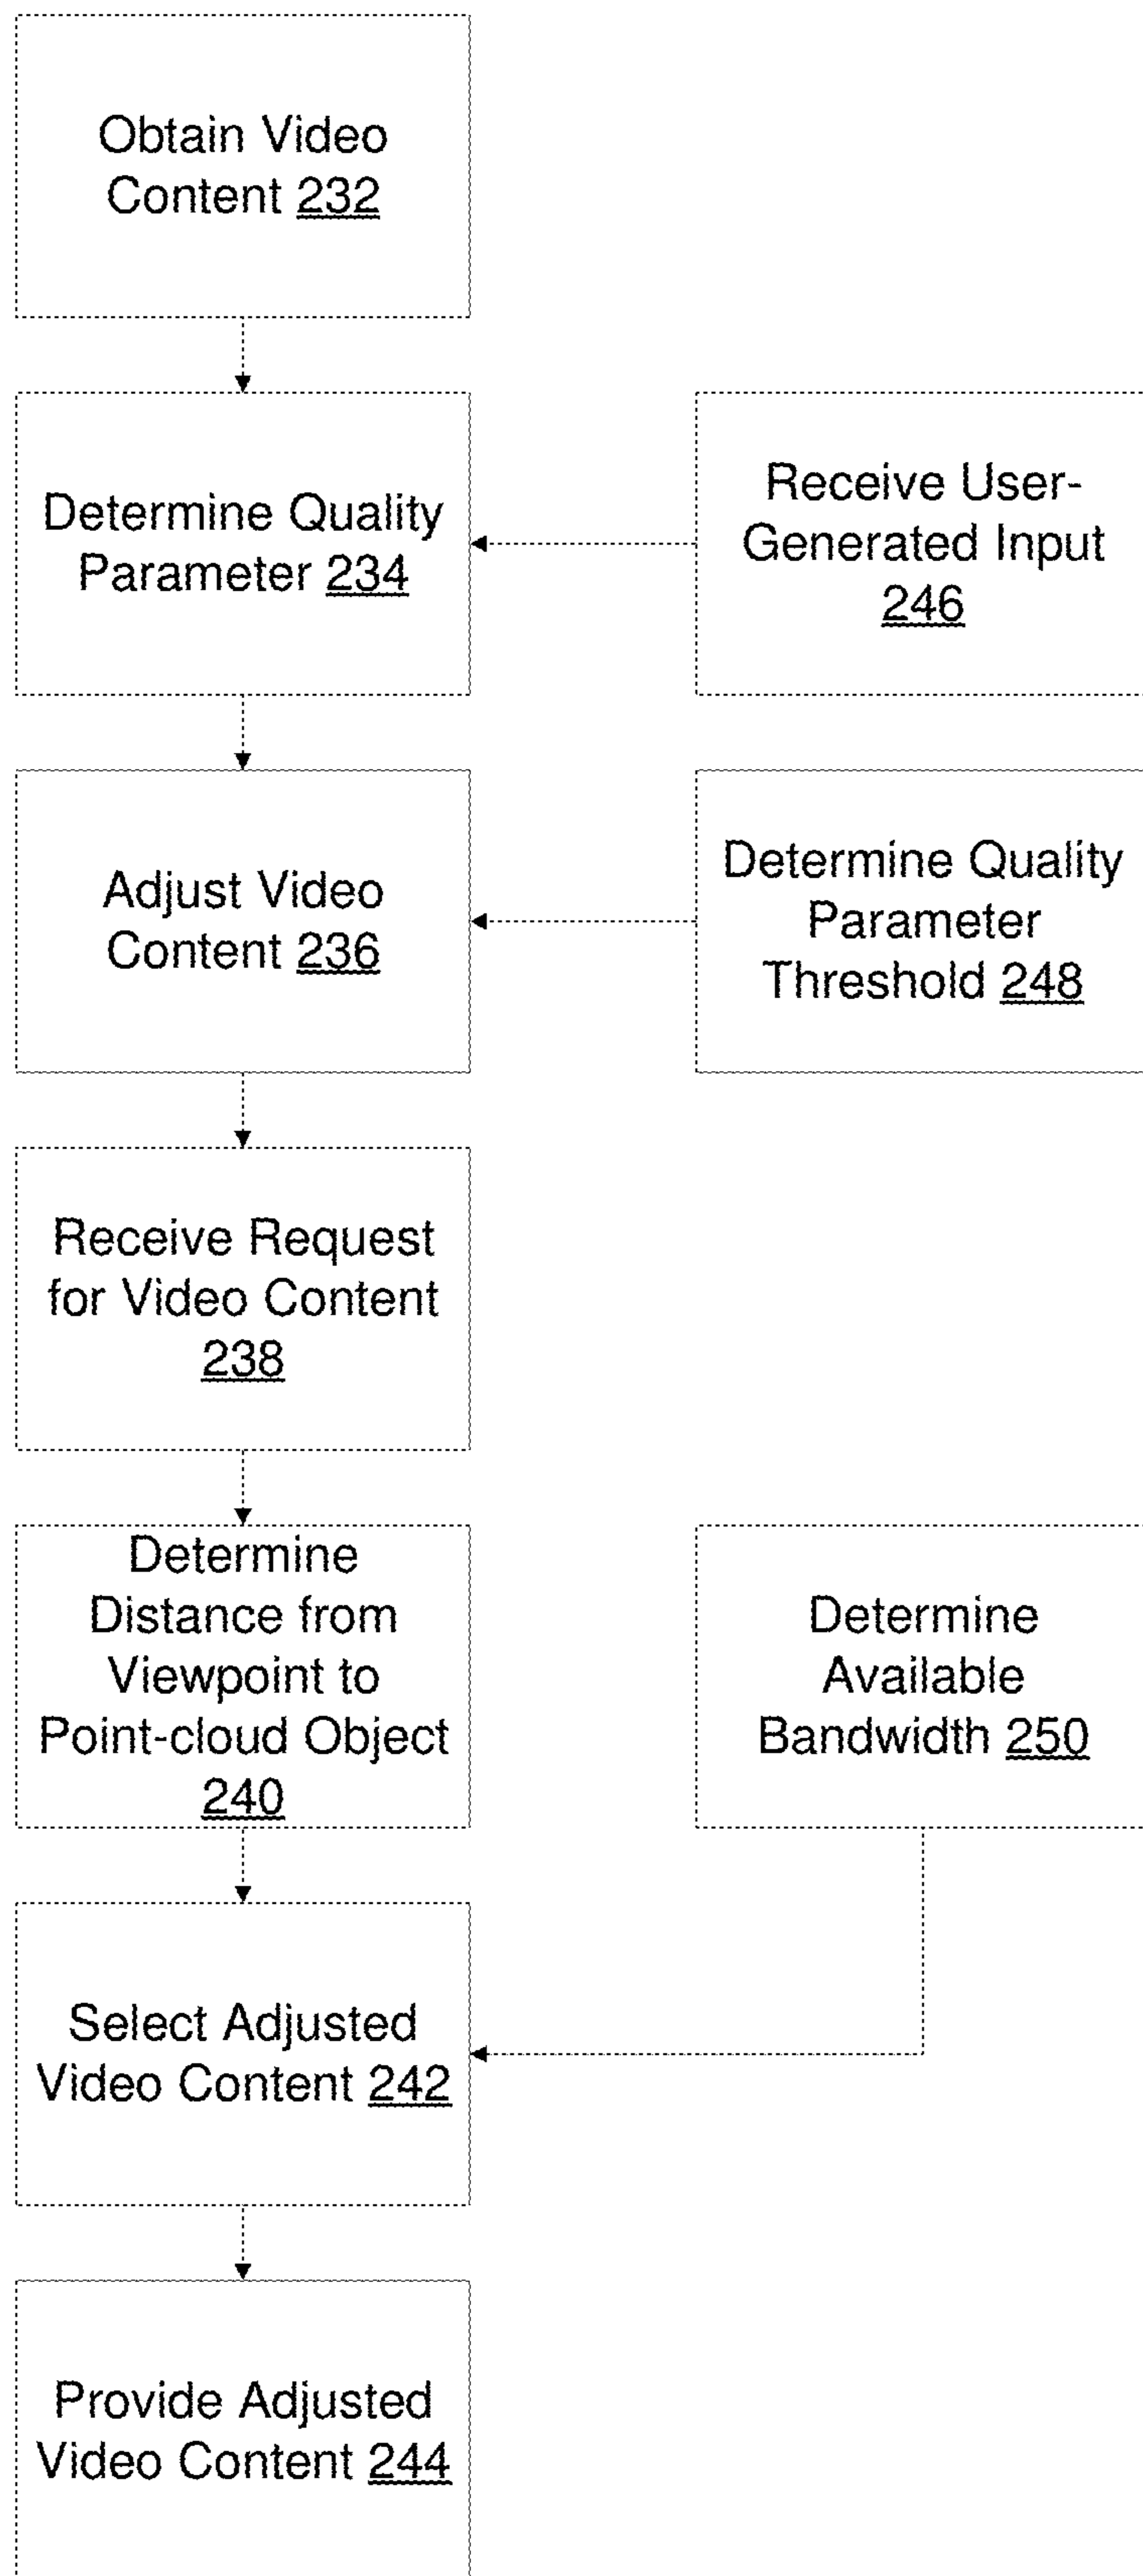 Obtain Video
Content 232
Determine Quality
Parameter 234
Receive User-
Generated Input
246
Adjust Video
Content 236
Determine Quality
Parameter
Threshold 248
Receive Request
for Video Content
238
Determine
Distance from
Viewpoint to
Point-cloud Object
240
Determine
Available
Bandwidth 250
Select Adjusted
Video Content 242
Provide Adjusted
Video Content 244